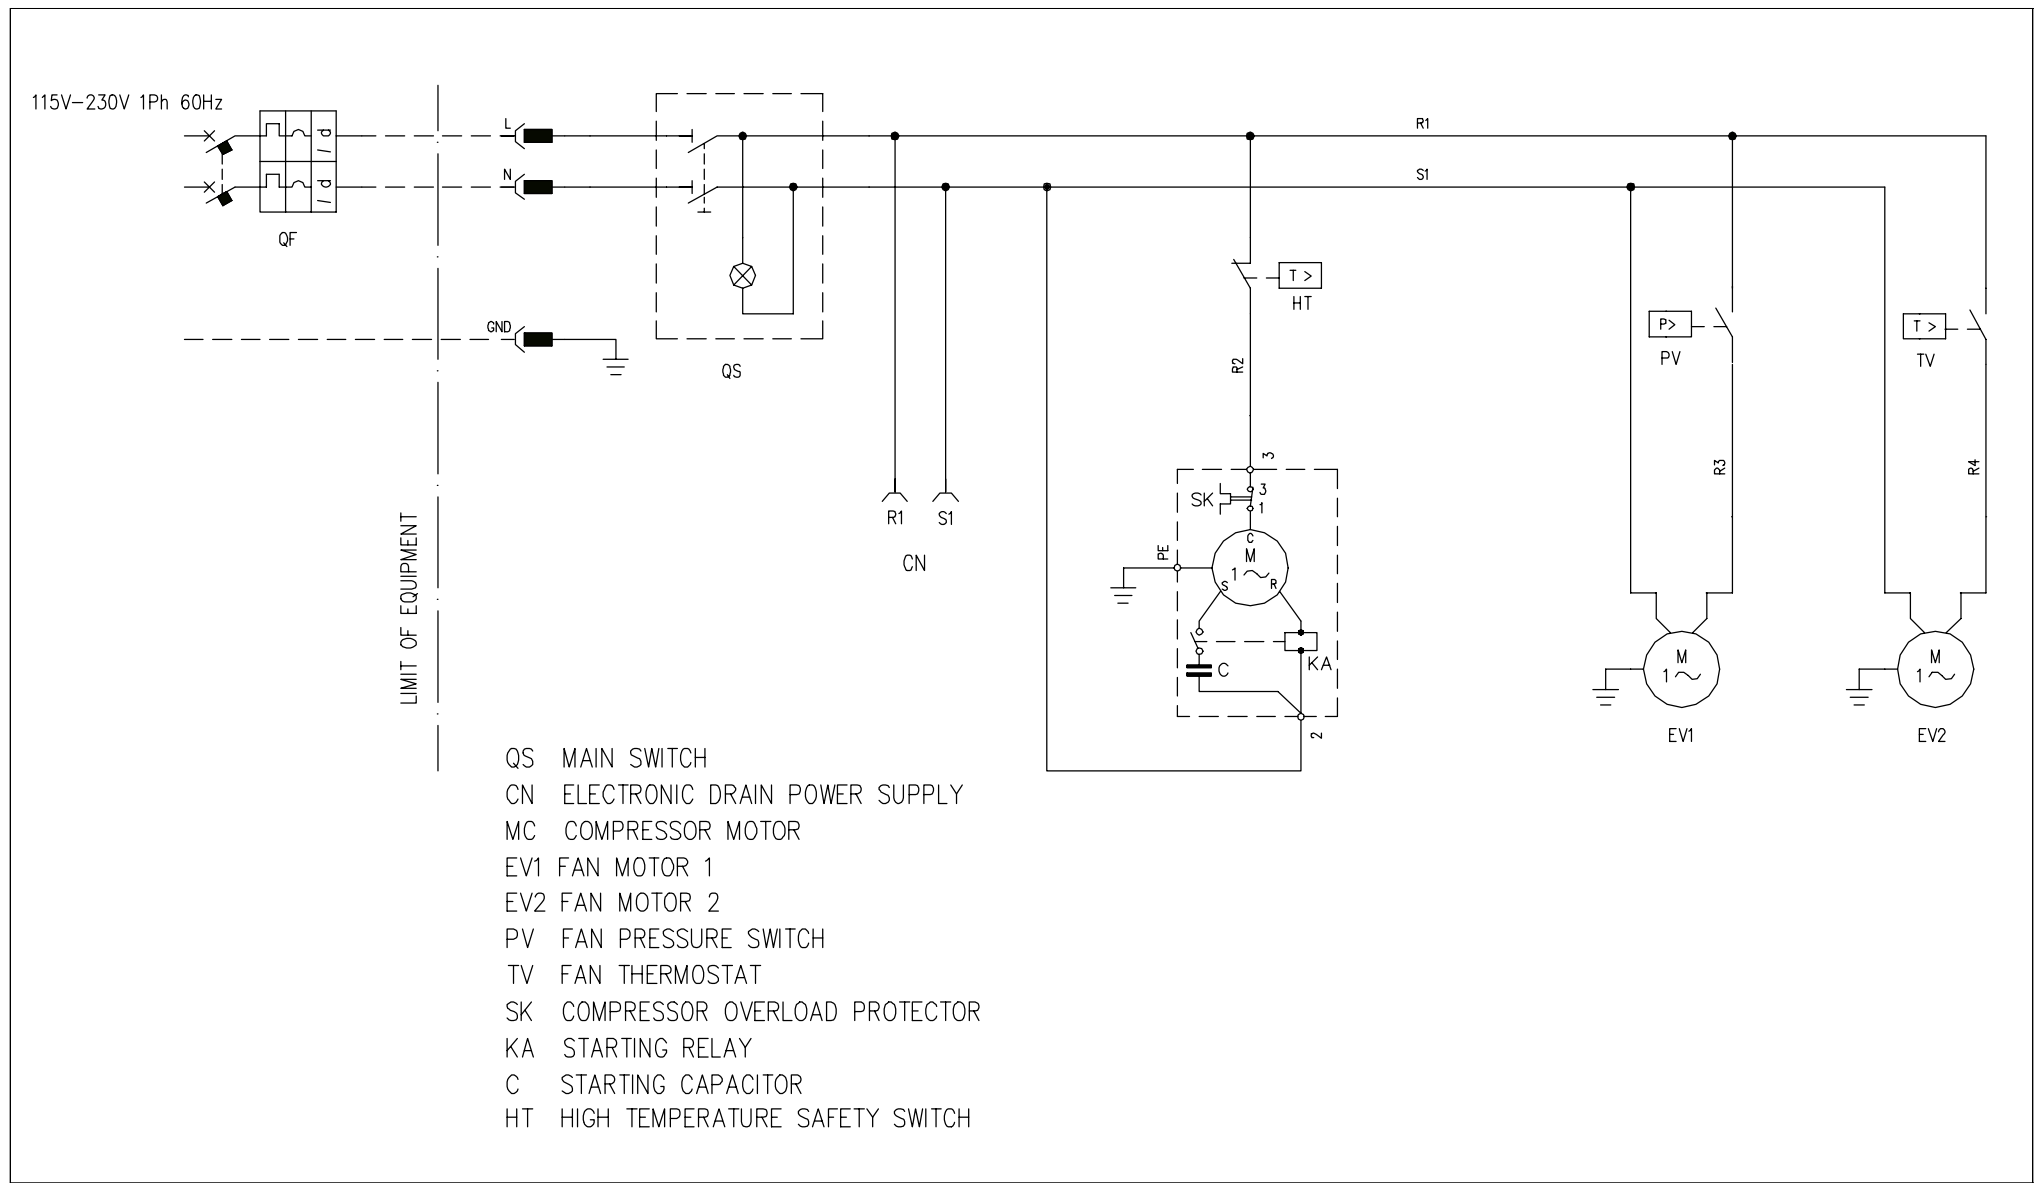 115V-230V 1Ph 60Hz
L
R1
Id
N
S1
Id
QF
T >
HT
GND
P>
T >
PV
TV
QS
R2
3
R3
R4
SK
3
1
R1
S1
C
PE
M
1
CN
S
R
LIMIT OF EQUIPMENT
C
KA
M
1
M
1
2
EV1
EV2
QS MAIN SWITCH
CN ELECTRONIC DRAIN POWER SUPPLY
MC COMPRESSOR MOTOR
EV1 FAN MOTOR 1
EV2 FAN MOTOR 2
PV FAN PRESSURE SWITCH
TV FAN THERMOSTAT
SK COMPRESSOR OVERLOAD PROTECTOR
KA STARTING RELAY
C STARTING CAPACITOR
HT HIGH TEMPERATURE SAFETY SWITCH